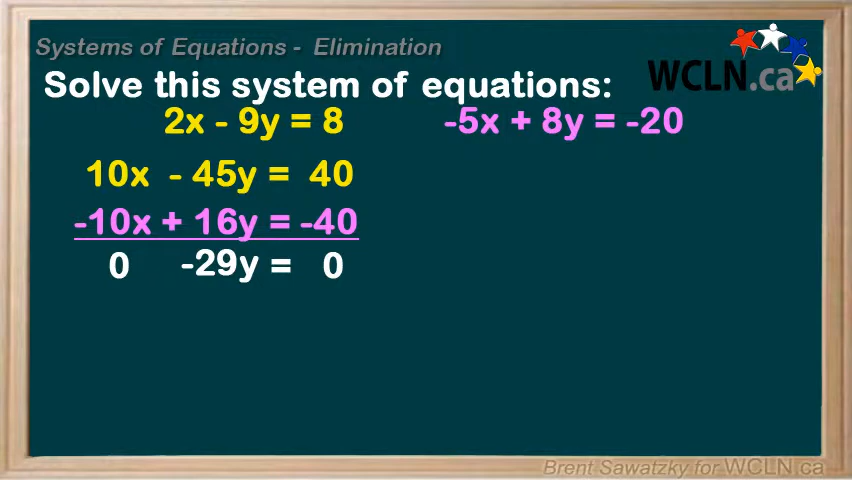 Systems of Equations - Elimination
WCLN.ca
Solve this system of equations:
2x - 9y = 8 -5x + 8y = -20
10x - 45y = 40
-10x + 16y = -40
0 -29y = 0
Brent Sawatzky for WCLN.ca